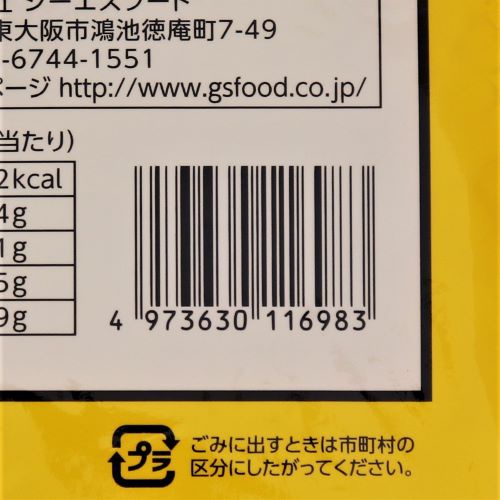 ジーエスフード
東大阪市鴻池徳庵町7-49
-6744-1551
ページ http://www.gsfood.co.jp/
当たり)
2kcal
4g
1g
5g
9g
4 973630 116983
プラ
ごみに出すときは市町村の
区分にしたがってください。